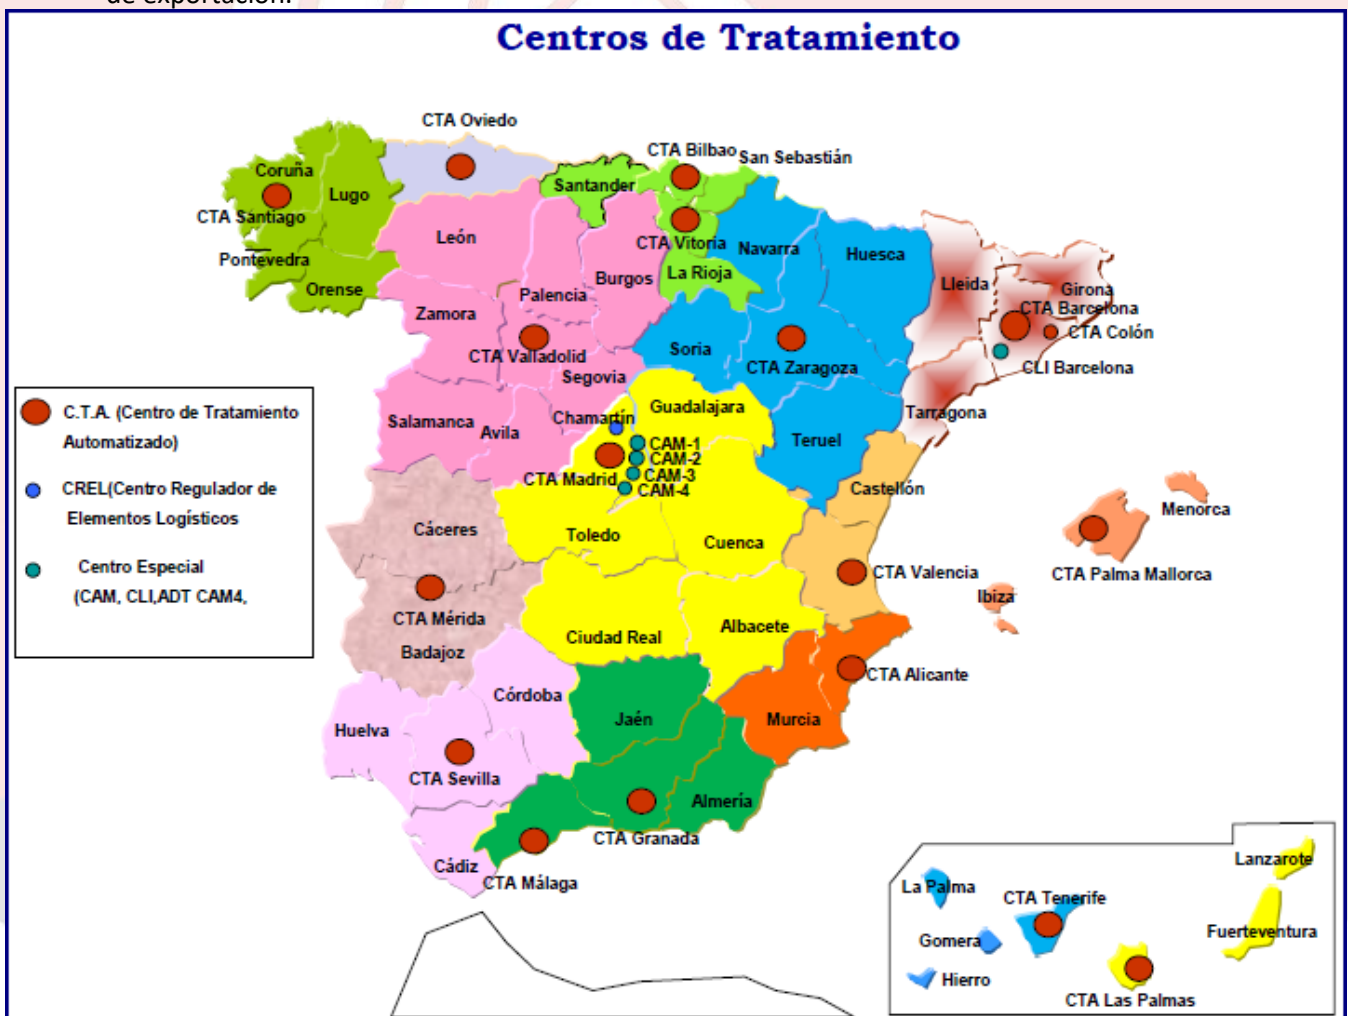 de exportación.
Centros de Tratamiento
CTA Oviedo
CTA Bilbao
San Sebastián
Coruña
Lugo
Santander
CTA Santiago
León
CTA Vitoria
Navarra
Huesca
Pontevedra
Burgos
La Rioja
Lleida
Girona
Orense
Palencia
CTA Barcelona
Zamora
CTA Colón
CTA Valladolid
Soria
CTA Zaragoza
CLI Barcelona
Segovia
Salamanca
Avila
Chamartín
Guadalajara
Tarragona
Teruel
CAM-1
CAM-2
CTA Madrid
CAM-3
CAM-4
Castellón
Menorca
Cáceres
Toledo
Cuenca
CTA Valencia
CTA Palma Mallorca
Ibiza
CTA Mérida
Ciudad Real
Albacete
Badajoz
CTA Alicante
Córdoba
Huelva
Jaén
Murcia
CTA Sevilla
Almería
CTA Granada
Cádiz
CTA Málaga
C.T.A. (Centro de Tratamiento
Automatizado)
CREL(Centro Regulador de
Elementos Logísticos
Centro Especial
(CAM, CLI,ADT CAM4,
Lanzarote
La Palma
CTA Tenerife
Gomera
Fuerteventura
Hierro
CTA Las Palmas